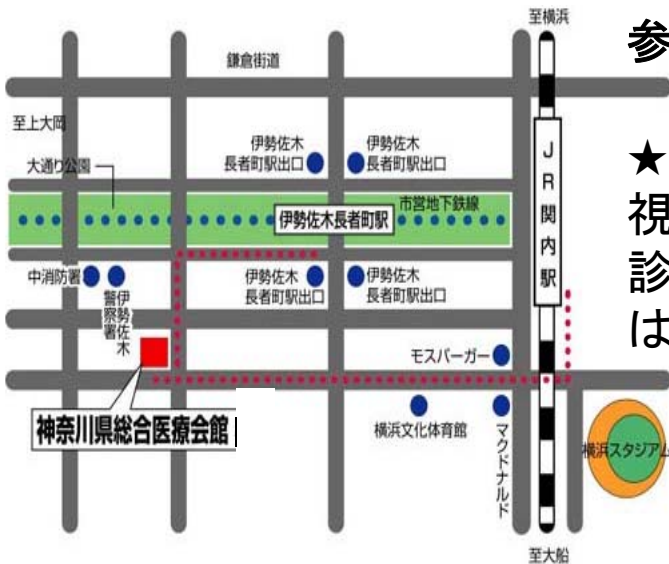 至横浜
参
鎌倉街道
至上大岡
伊勢佐木
長者町駅出口
伊勢佐木
長者町駅出口
JR関内駅
★
大通り公園
市営地下鉄線
視
伊勢佐木長者町駅
診
中消防署
伊勢佐木
警察署
伊勢佐木
長者町駅出口
伊勢佐木
長者町駅出口
は
モスバーガー
神奈川県総合医療会館
横浜文化体育館
マクドナルド
横浜スタジアム
至大船